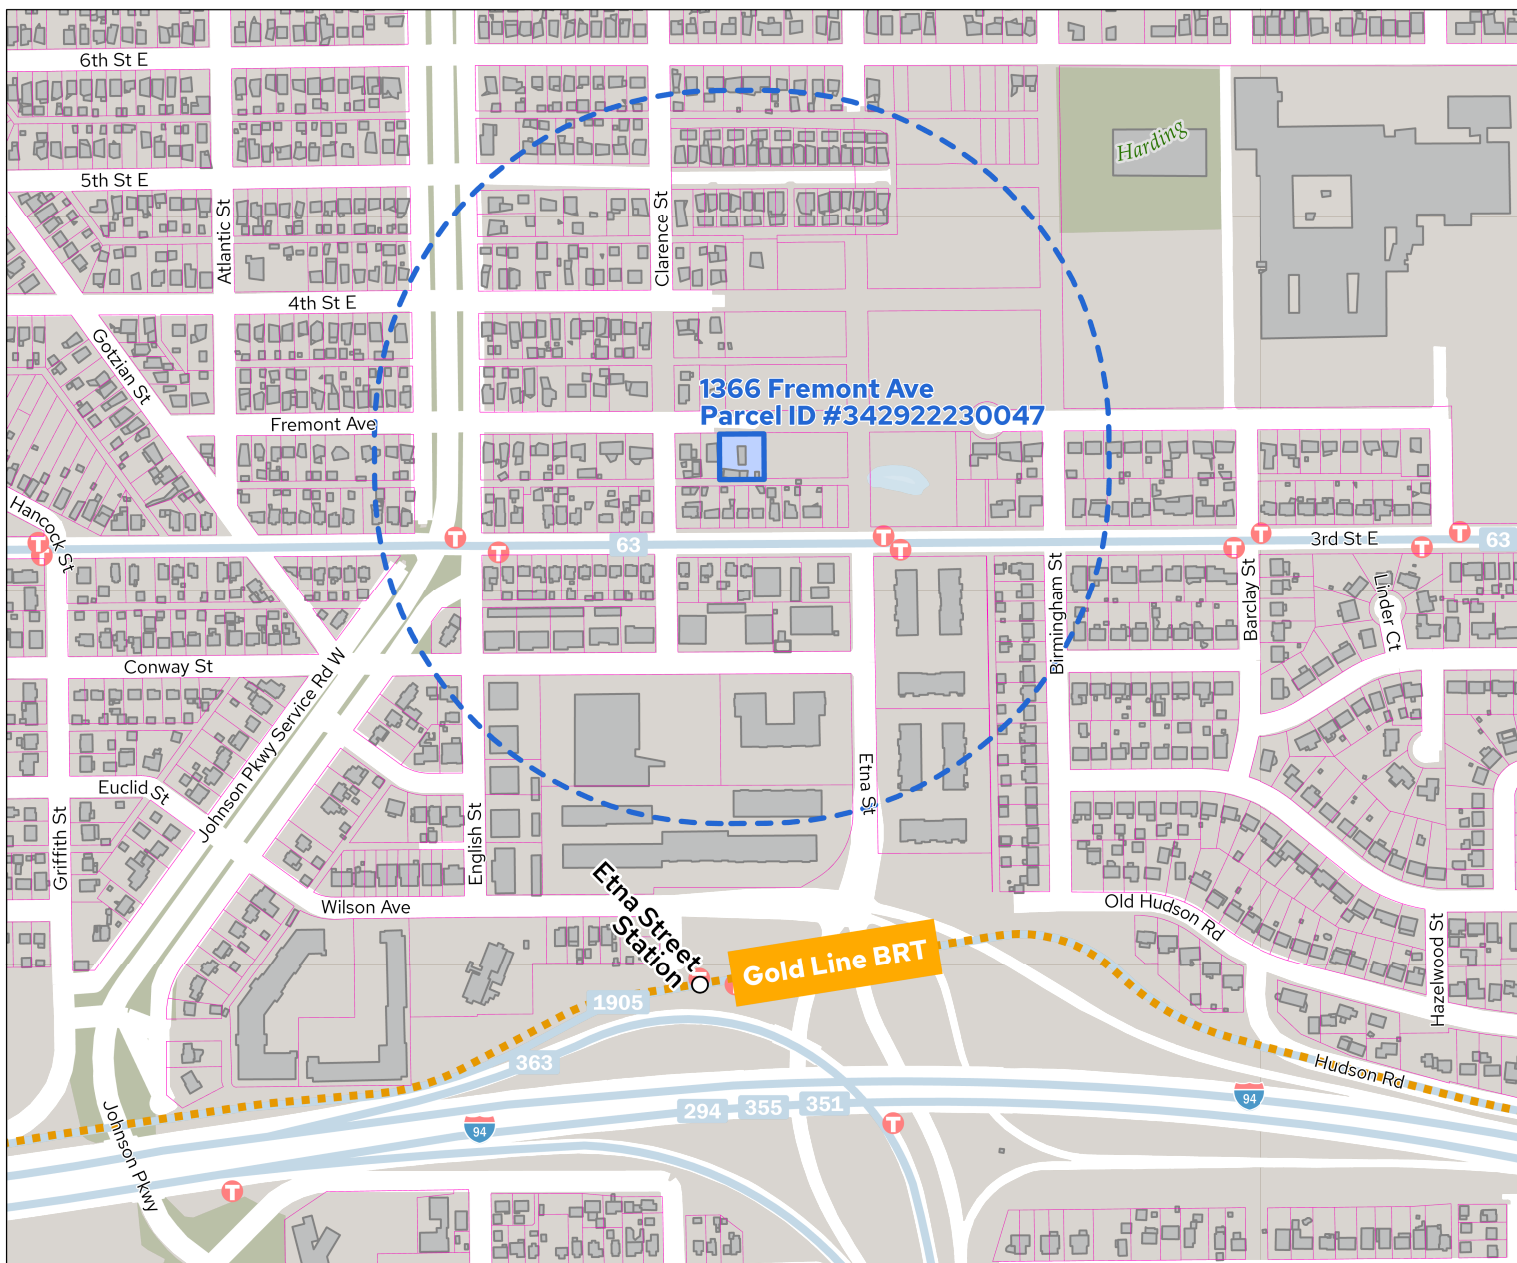 6th St E
Harding
5th St E
Atlantic St
Clarence St
4th St E
Gotzian St
1366 Fremont Ave
Parcel ID #342922230047
Fremont Ave
Hancock St
T
T
T
T
T
T
T
T
T
T
63
3rd St E
63
Birmingham St
Barclay St
Linder Ct
Conway St
Johnson Pkwy Service Rd W
Euclid St
Griffith St
English St
Etna St
Wilson Ave
Old Hudson Rd
Hazelwood St
Etna Street
Station
Gold Line BRT
1905
363
Hudson Rd
294
355
351
94
94
T
Johnson Pkwy
T